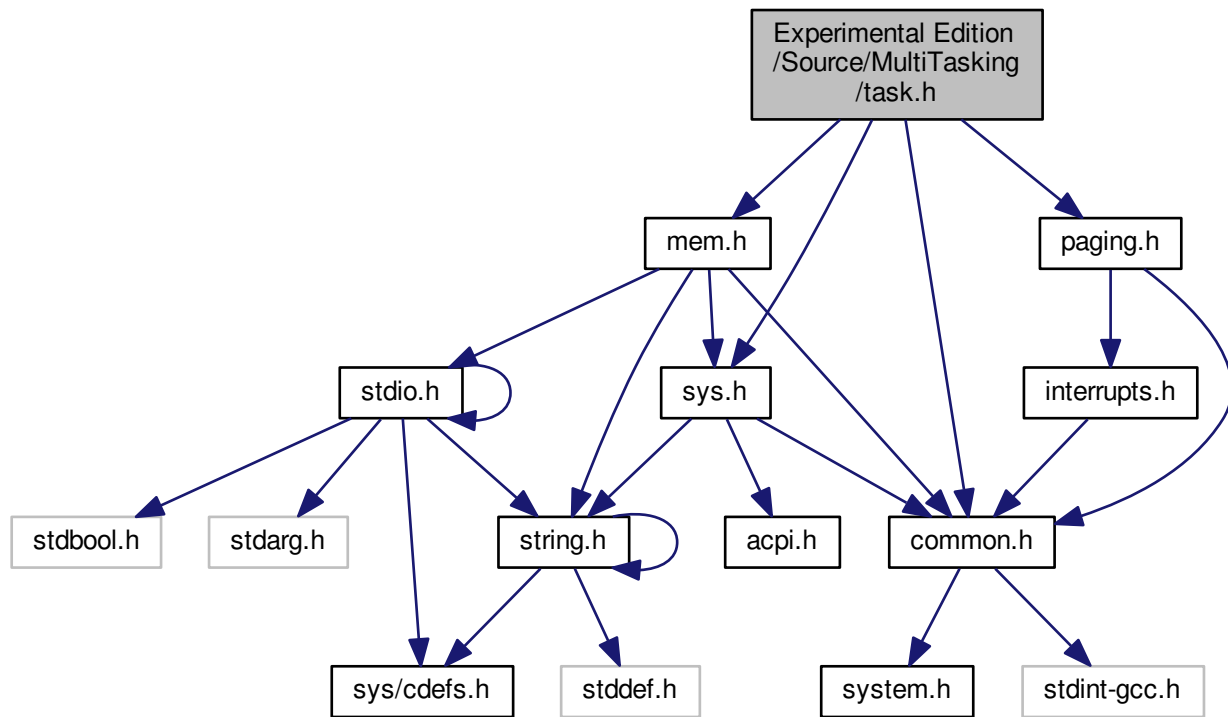 Experimental Edition
/Source/MultiTasking
/task.h
mem.h
paging.h
stdio.h
sys.h
interrupts.h
stdbool.h
stdarg.h
string.h
acpi.h
common.h
sys/cdefs.h
stddef.h
system.h
stdint-gcc.h